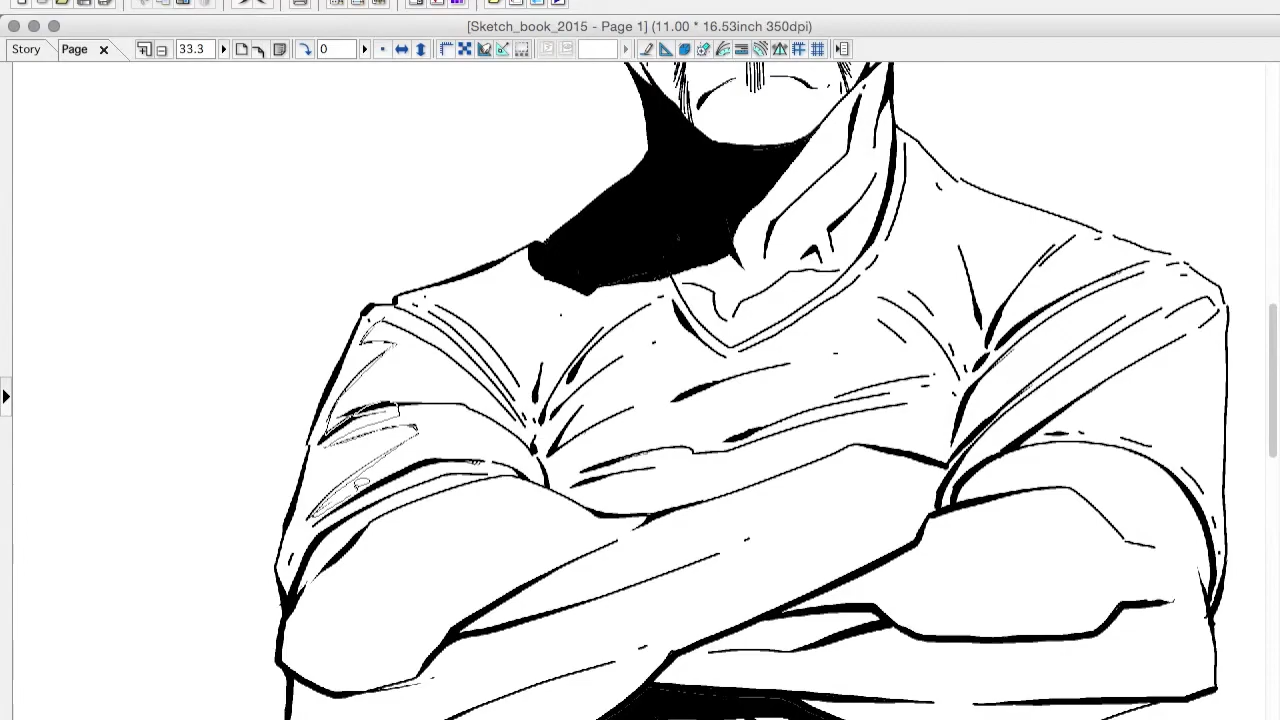 [Sketch_book_2015 - Page 1] (11.00 * 16.53inch 350dpi)
Story Page 33.3 0